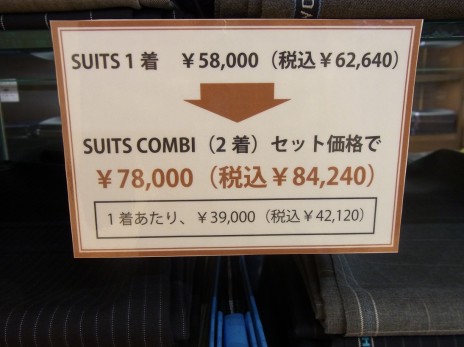 SUITS 1 着　￥58,000（税込￥62,640）
SUITS COMBI（2 着）セット価格で
￥78,000（税込￥84,240）
1 着あたり、￥39,000（税込￥42,120）